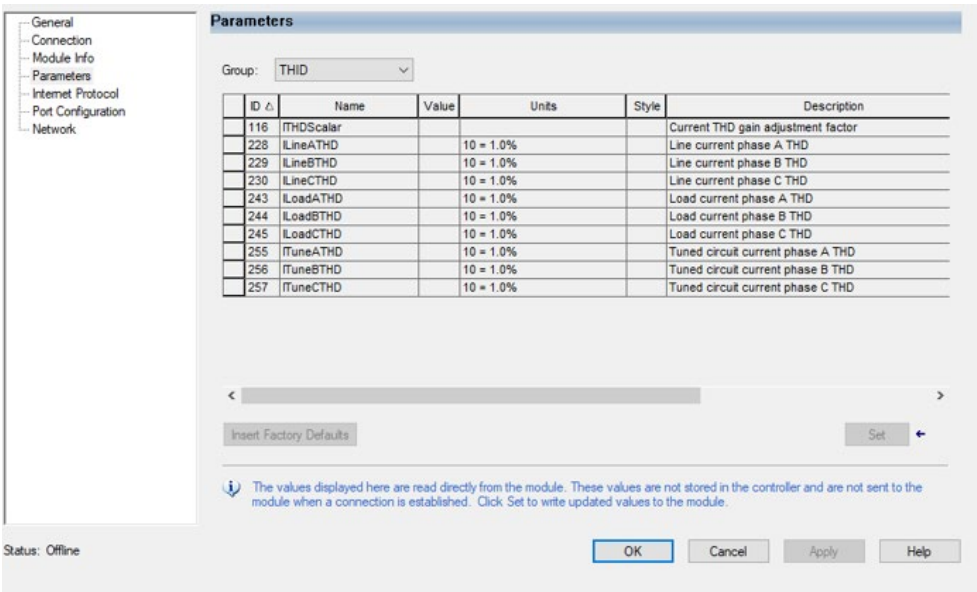 General
Connection
Module Info
Parameters
Internet Protocol
Port Configuration
Network
Parameters
Group: THID
ID Name Value Units Style Description
116 ITHDScalar Current THD gain adjustment factor
228 ILineATHD 10 = 1.0% Line current phase A THD
229 ILineBTHD 10 = 1.0% Line current phase B THD
230 ILineCTHD 10 = 1.0% Line current phase C THD
243 ILoadATHD 10 = 1.0% Load current phase A THD
244 ILoadBTHD 10 = 1.0% Load current phase B THD
245 ILoadCTHD 10 = 1.0% Load current phase C THD
255 ITuneATHD 10 = 1.0% Tuned circuit current phase A THD
256 ITuneBTHD 10 = 1.0% Tuned circuit current phase B THD
257 ITuneCTHD 10 = 1.0% Tuned circuit current phase C THD
Insert Factory Defaults Set
The values displayed here are read directly from the module. These values are not stored in the controller and are not sent to the
module when a connection is established. Click Set to write updated values to the module.
Status: Offline
OK Cancel Apply Help